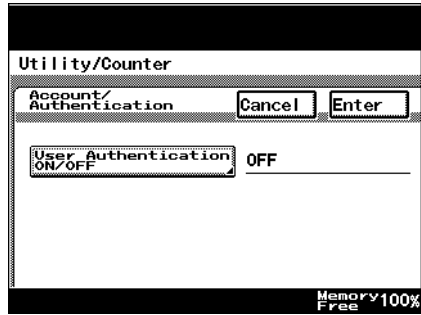 Utility/Counter
Account/
Authentication
Cancel
Enter
User Authentication
ON/OFF
OFF
Memory
Free
100%